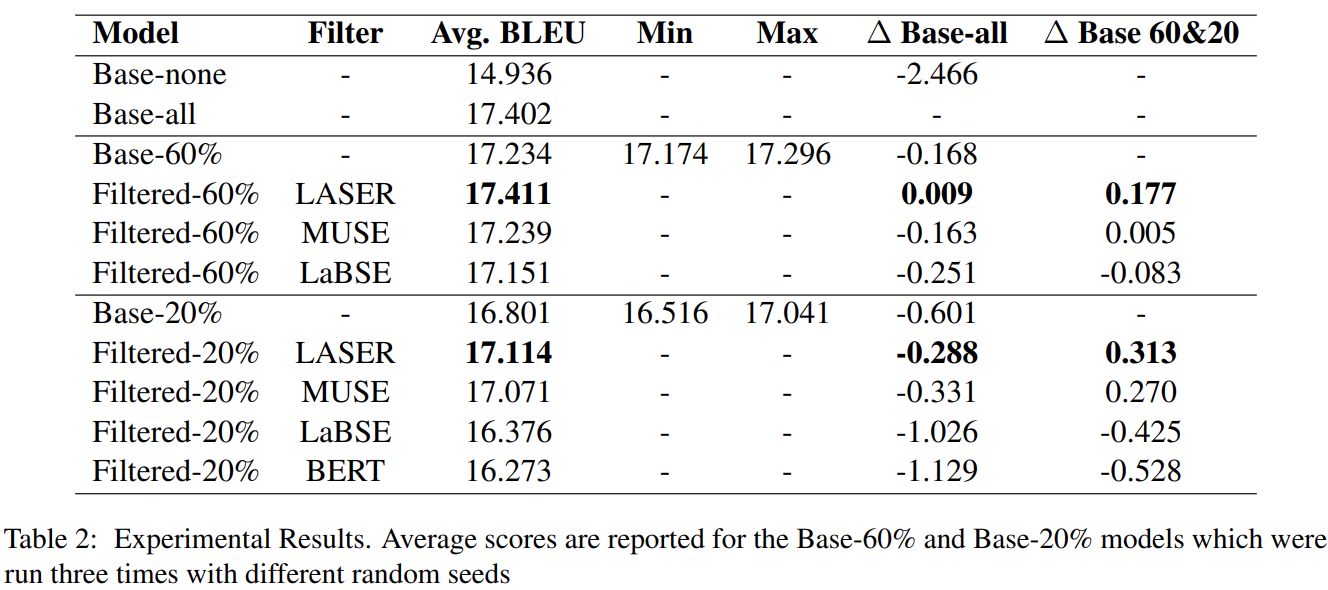 Model Filter Avg. BLEU Min Max Δ Base-all Δ Base 60&20
Base-none - 14.936 - - -2.466 -
Base-all - 17.402 - - - -
Base-60% - 17.234 17.174 17.296 -0.168 -
Filtered-60% LASER 17.411 - - 0.009 0.177
Filtered-60% MUSE 17.239 - - -0.163 0.005
Filtered-60% LaBSE 17.151 - - -0.251 -0.083
Base-20% - 16.801 16.516 17.041 -0.601 -
Filtered-20% LASER 17.114 - - -0.288 0.313
Filtered-20% MUSE 17.071 - - -0.331 0.270
Filtered-20% LaBSE 16.376 - - -1.026 -0.425
Filtered-20% BERT 16.273 - - -1.129 -0.528
Table 2: Experimental Results. Average scores are reported for the Base-60% and Base-20% models which were
run three times with different random seeds